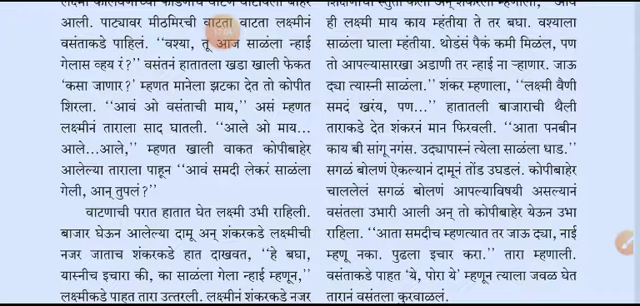 लक्ष्मी कालवणाच्या फोडणीचं वाटण वाटायला बाहेर
आली. पाट्यावर मीठमिरची वाटता वाटता लक्ष्मीनं
वसंताकडे पाहिलं. “वश्या, तू आज साळंला न्हाई
गेलास व्हय रं?” वसंतनं हातातला खडा खाली फेकत
‘कसा जाणार?’ म्हणत मानेला झटका देत तो कोपीत
शिरला. “आवं ओ वसंताची माय,” असं म्हणत
लक्ष्मीनं ताराला साद घातली. “आले ओ माय...
आले...आले,” म्हणत खाली वाकत कोपीबाहेर
आलेल्या ताराला पाहून “आवं समदी लेकरं साळंला
गेली, आन् तुपलं?”
वाटणाची परात हातात घेत लक्ष्मी उभी राहिली.
बाजार घेऊन आलेल्या दामू अन् शंकरकडे लक्ष्मीची
नजर जाताच शंकरकडे हात दाखवत, “हे बघा,
यास्नीच इचारा की, का साळंला गेला न्हाई म्हणून,”
लक्ष्मीकडे पाहत तारा उत्तरली. लक्ष्मीनं शंकरकडे नजर
ही लक्ष्मी माय काय म्हंतीया ते तर बघा. वश्याला
साळंला घाला म्हंतीया. थोडंसं पैकं कमी मिळंल, पण
तो आपल्यासारखा अडाणी तर न्हाई ना ऱ्हाणार. जाऊ
द्या त्यास्नी साळंला.” शंकर म्हणाला, “लक्ष्मी वैणी
समदं खरंय, पण...” हातातली बाजाराची थैली
ताराकडे देत शंकरनं मान फिरवली. “आता पनबीन
काय बी सांगू नगंस. उद्यापासनं त्येला साळंला धाड.”
सगळं बोलणं ऐकल्यानं दामूनं तोंड उघडलं. कोपीबाहेर
चाललेलं सगळं बोलणं आपल्याविषयी असल्यानं
वसंतला उभारी आली अन् तो कोपीबाहेर येऊन उभा
राहिला. “आता समदीच म्हणत्यात तर जाऊ द्या, नाई
म्हणू नका. पुढला इचार करा.” तारा म्हणाली.
वसंताकडे पाहत ‘ये, पोरा ये’ म्हणून त्याला जवळ घेत
तारानं वसंतला कुरवाळलं.